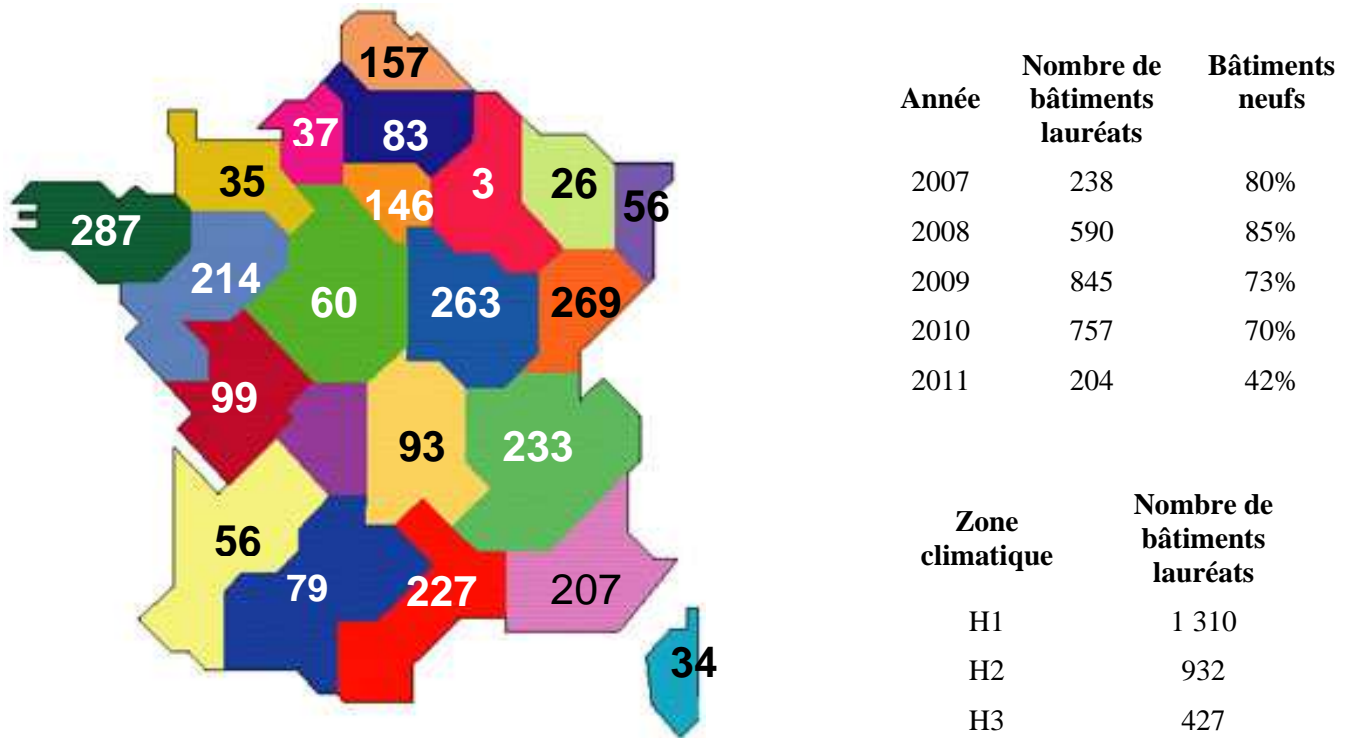 157
37
83
35
146
3
26
56
287
214
60
263
269
99
93
233
56
79
227
207
34
Année Nombre de bâtiments lauréats Bâtiments neufs
2007 238 80%
2008 590 85%
2009 845 73%
2010 757 70%
2011 204 42%
Zone climatique Nombre de bâtiments lauréats
H1 1 310
H2 932
H3 427